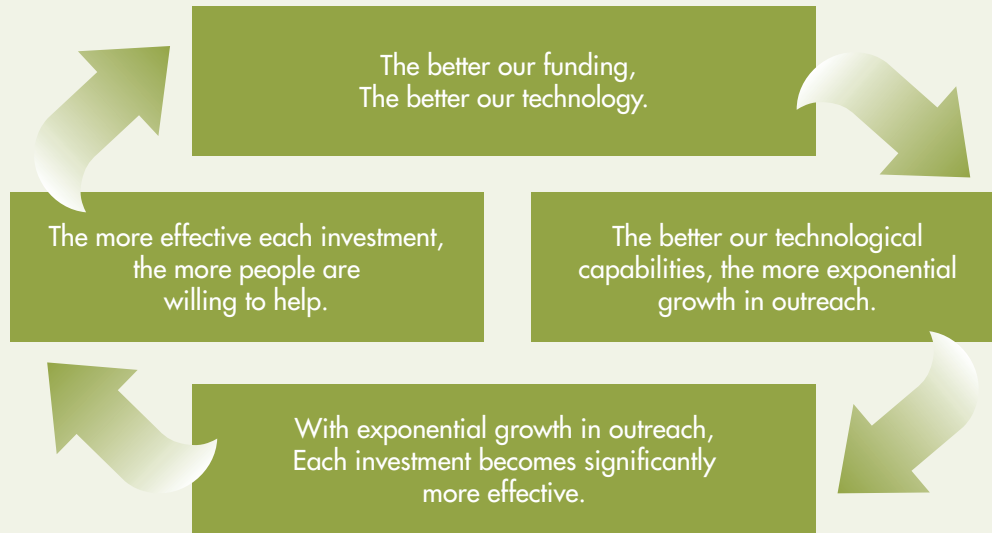 The better our funding,
The better our technology.
The better our technological
capabilities, the more exponential
growth in outreach.
With exponential growth in outreach,
Each investment becomes significantly
more effective.
The more effective each investment,
the more people are
willing to help.